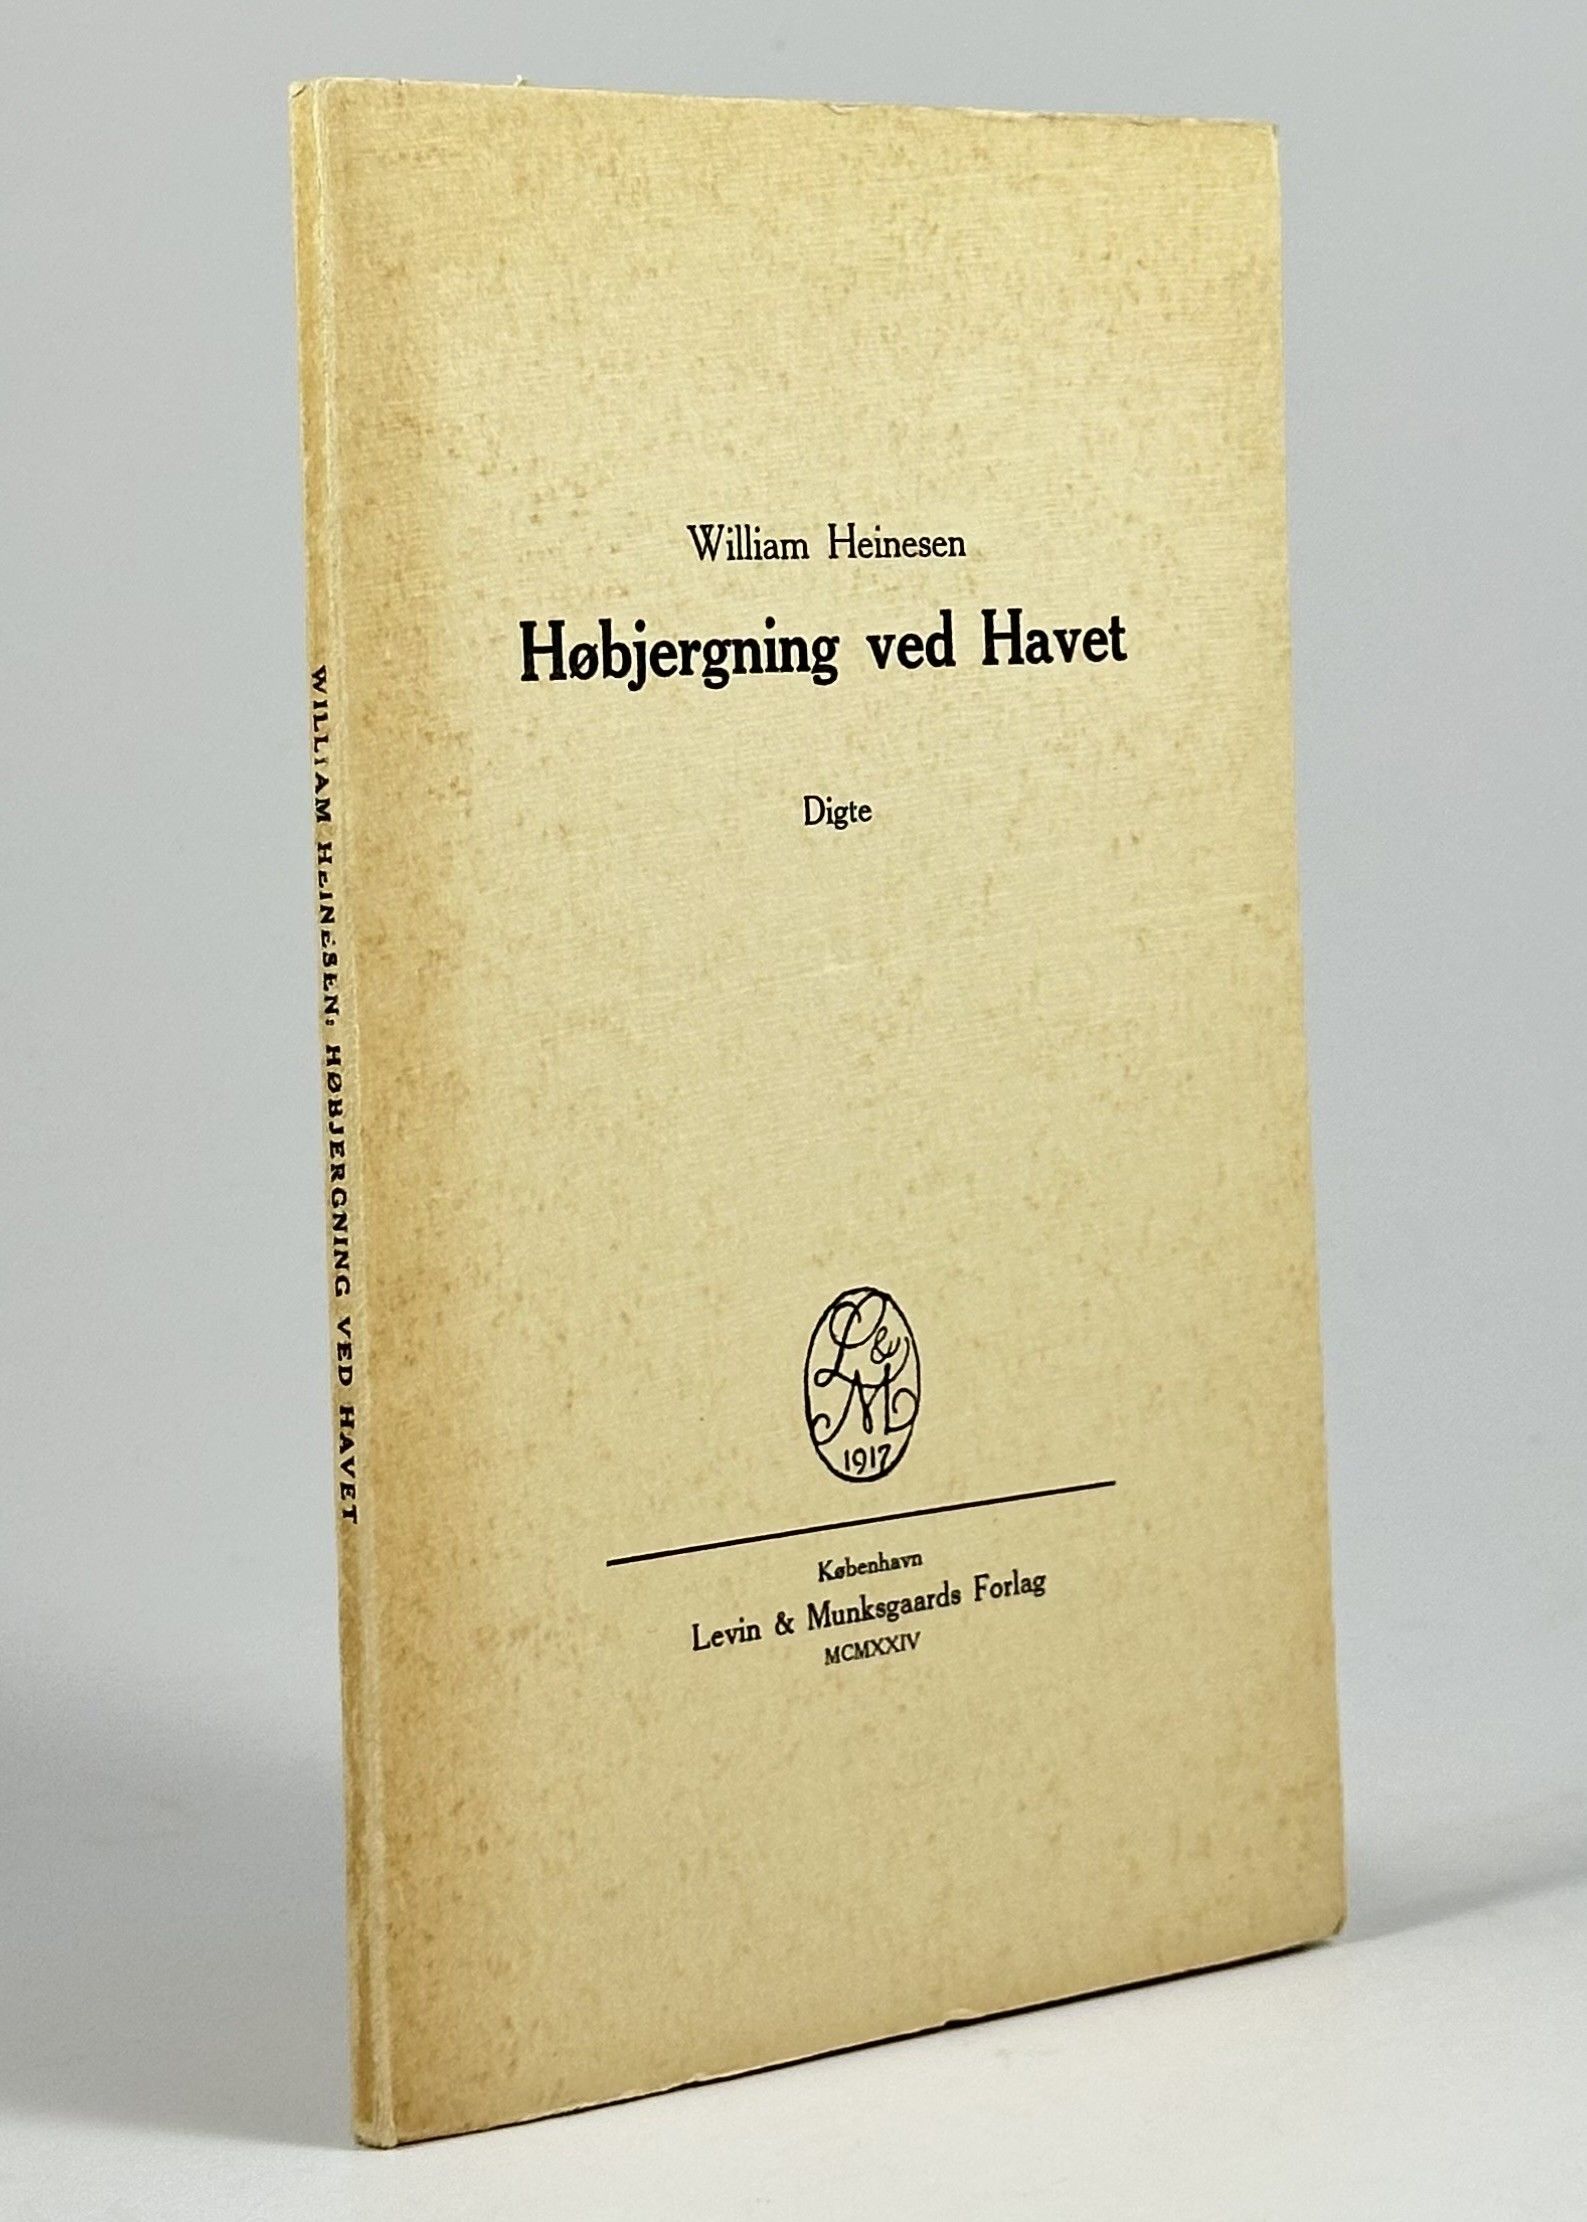 William Heinesen
Høbjergning ved Havet
Digte
L & M
1917
København
Levin & Munksgaards Forlag
MCMXXIV
WILLIAM HEINESEN: HØBJERGNING VED HAVET